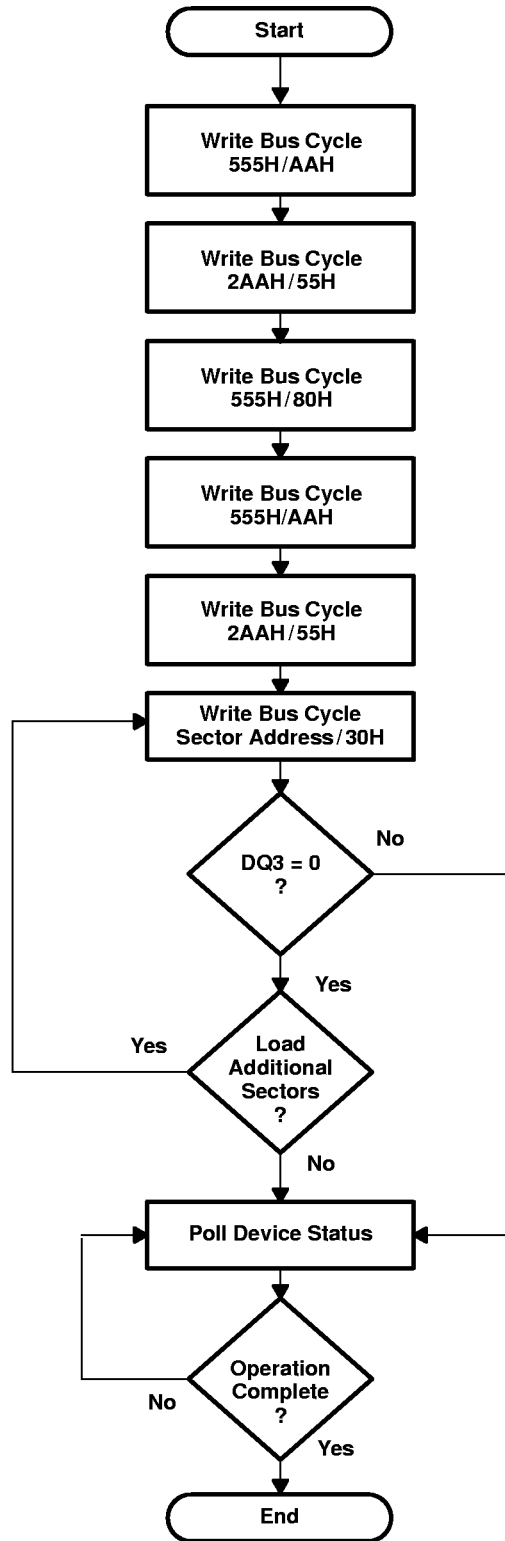 Start
Write Bus Cycle
555H/AAH
Write Bus Cycle
2AAH/55H
Write Bus Cycle
555H/80H
Write Bus Cycle
555H/AAH
Write Bus Cycle
2AAH/55H
Write Bus Cycle
Sector Address/30H
No
DQ3 = 0
?
Yes
Yes
Load
Additional
Sectors
?
No
Poll Device Status
Operation
Complete
?
No
Yes
End